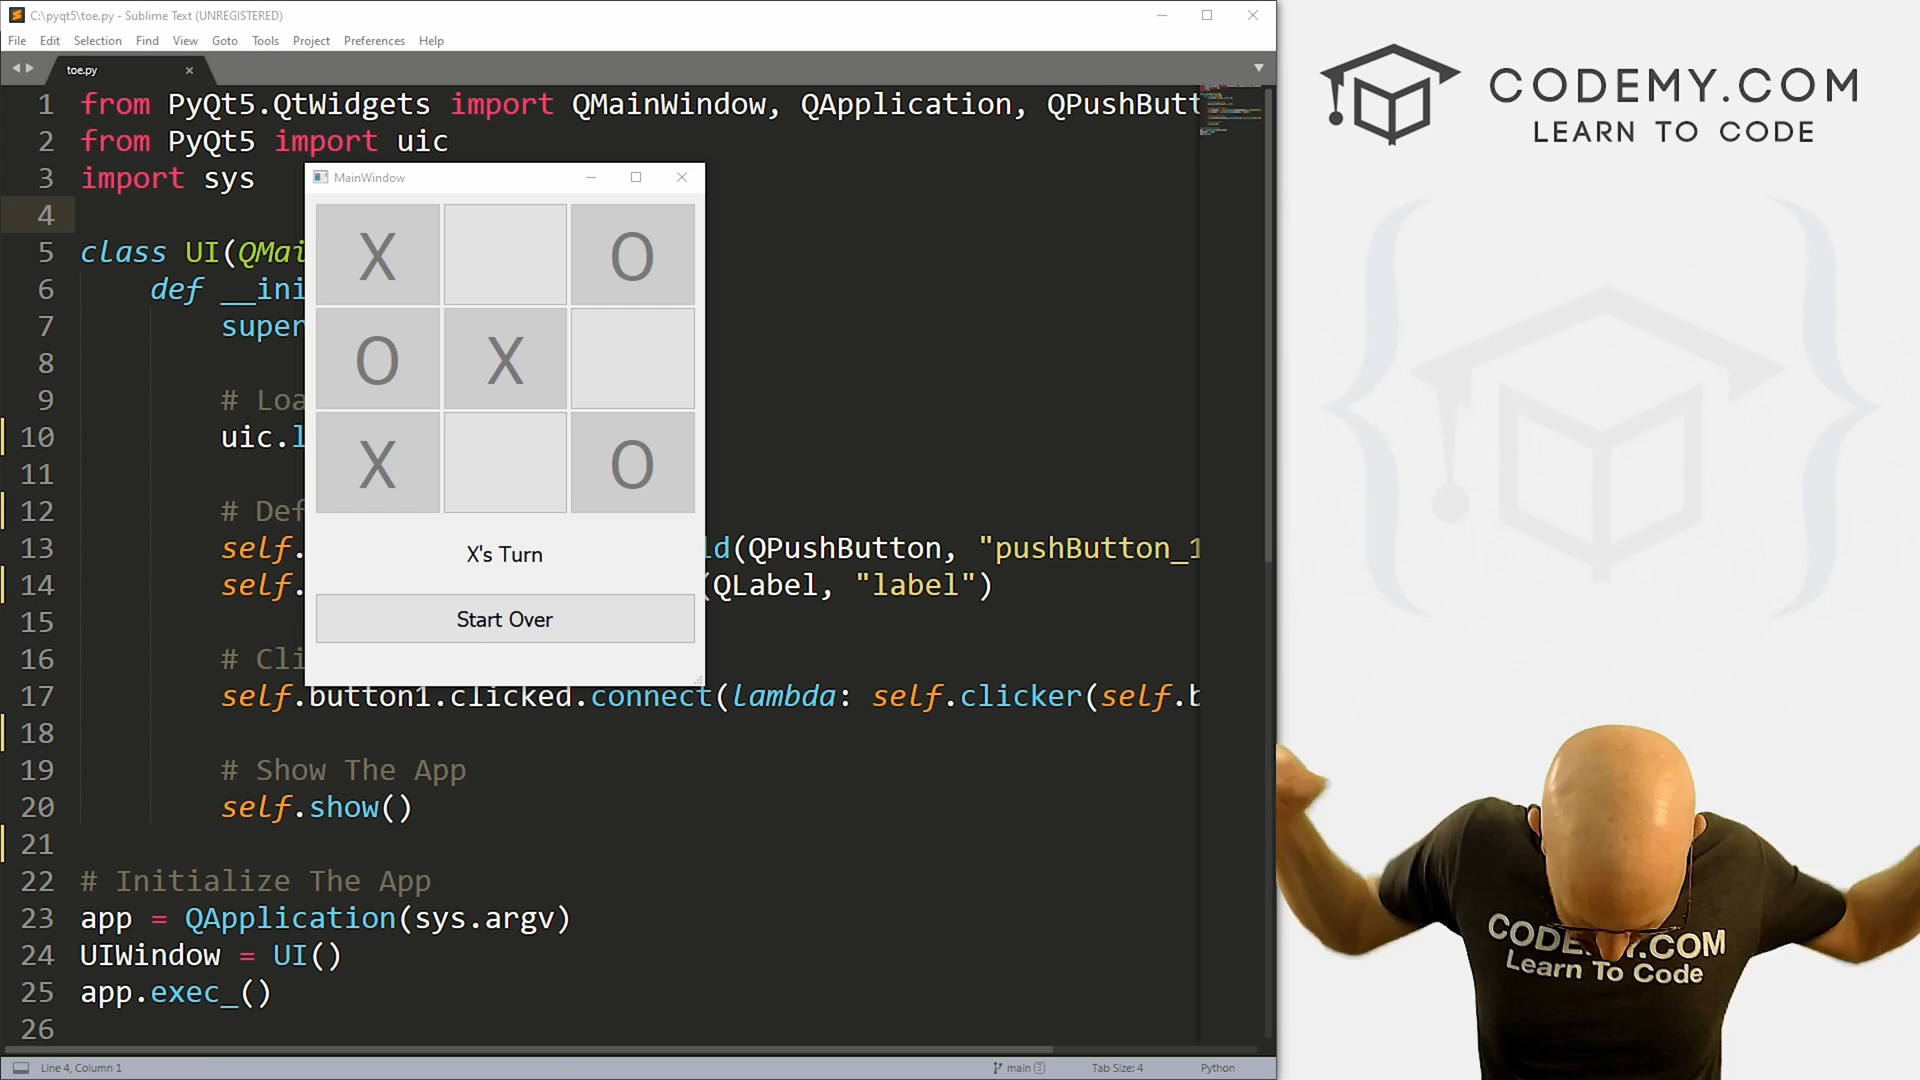 C:\pyqt5\toe.py - Sublime Text (UNREGISTERED)
File Edit Selection Find View Goto Tools Project Preferences Help
toe.py
1 from PyQt5.QtWidgets import QMainWindow, QApplication, QPushButt
2 from PyQt5 import uic
3 import sys
4
5 class UI(QMai
6 def __ini
7 super
8
9 # Loa
10 uic.l
11
12 # Def
13 self. ld(QPushButton, "pushButton_1
14 self. (QLabel, "label")
15
16 # Cli
17 self.button1.clicked.connect(lambda: self.clicker(self.b
18
19 # Show The App
20 self.show()
21
22 # Initialize The App
23 app = QApplication(sys.argv)
24 UIWindow = UI()
25 app.exec_()
26
MainWindow
X O
O X
X O
X's Turn
Start Over
Line 4, Column 1 main 3 Tab Size: 4 Python
CODEMY.COM
LEARN TO CODE
CODE .COM
Learn To Code